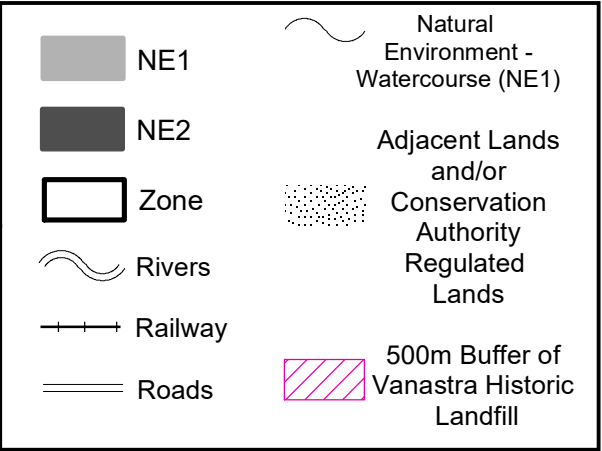 NE1
NE2
Zone
Rivers
Railway
Roads
Natural
Environment -
Watercourse (NE1)
Adjacent Lands
and/or
Conservation
Authority
Regulated
Lands
500m Buffer of
Vanastra Historic
Landfill